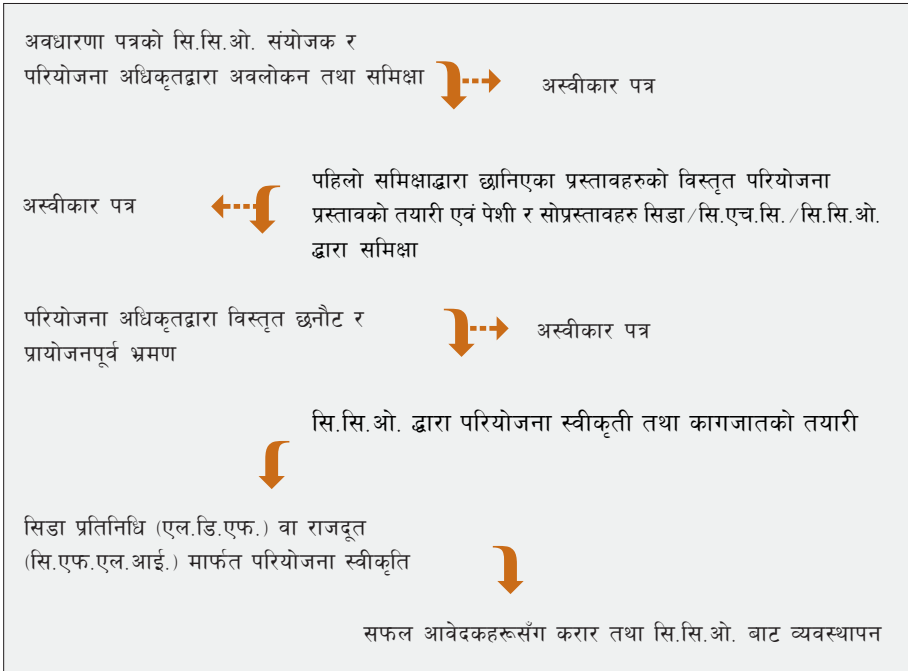 अवधारणा पत्रको सि.सि.ओ. संयोजक र
परियोजना अधिकृतद्वारा अवलोकन तथा समिक्षा
अस्वीकार पत्र
पहिलो समिक्षाद्धारा छानिएका प्रस्तावहरुको विस्तृत परियोजना
प्रस्तावको तयारी एवं पेशी र सोप्रस्तावहरु सिडा/सि.एच.सि./सि.सि.ओ.
द्धारा समिक्षा
अस्वीकार पत्र
परियोजना अधिकृतद्वारा विस्तृत छनौट र
प्रायोजनपूर्व भ्रमण
अस्वीकार पत्र
सि.सि.ओ. द्धारा परियोजना स्वीकृती तथा कागजातको तयारी
सिडा प्रतिनिधि (एल.डि.एफ.) वा राजदूत
(सि.एफ.एल.आई.) मार्फत परियोजना स्वीकृति
सफल आवेदकहरूसँग करार तथा सि.सि.ओ. बाट व्यवस्थापन